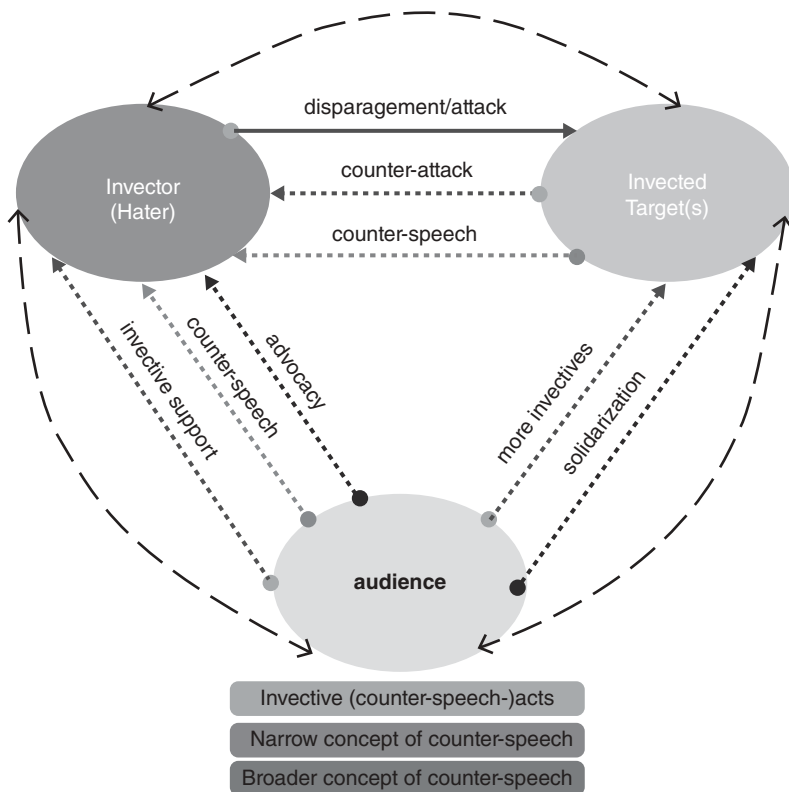 disparagement/attack
Invector
(Hater)
counter-attack
Invected
Target(s)
counter-speech
invective support
counter-speech
advocacy
more invectives
solidarization
audience
Invective (counter-speech-)acts
Narrow concept of counter-speech
Broader concept of counter-speech